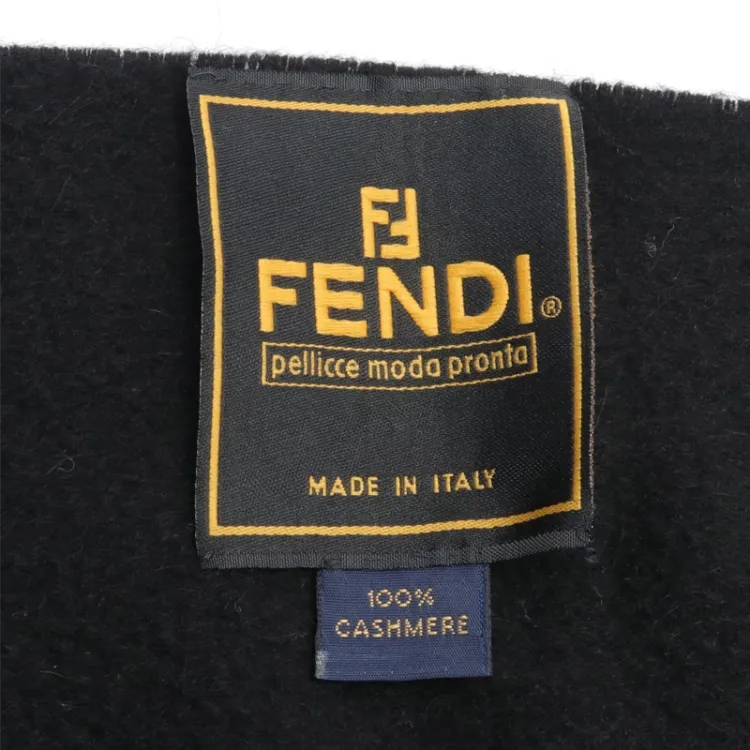 FF
FENDI®
pellicce moda pronta
MADE IN ITALY
100%
CASHMERE